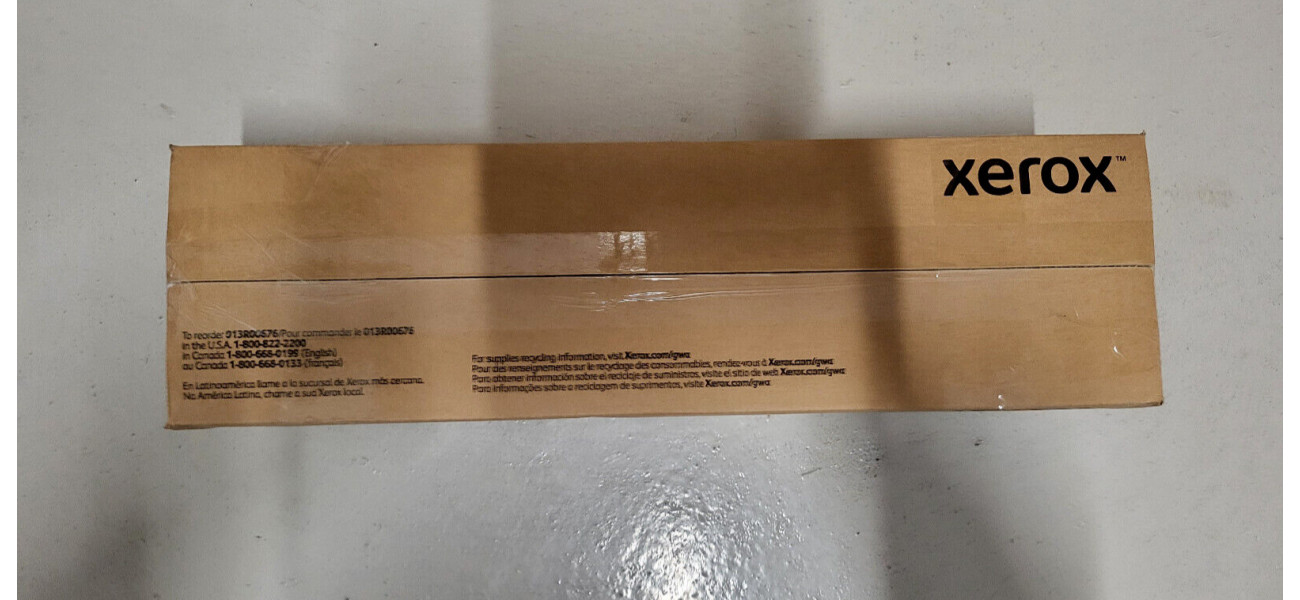 xerox™
To reorder 013R00676/Pour commander le 013R00676
in the U.S.A. 1-800-822-2200
in Canada 1-800-668-0199 (English)
au Canada 1-800-668-0133 (français)
En Latinoamérica llame a la sucursal de Xerox más cercana.
Na América Latina, chame a sua Xerox local.
For supplies recycling information, visit Xerox.com/gwa
Pour des renseignements sur le recyclage des consommables, rendez-vous à Xerox.com/gwa
Para obtener información sobre el reciclaje de suministros, visite el sitio de web Xerox.com/gwa
Para informações sobre a reciclagem de suprimentos, visite Xerox.com/gwa